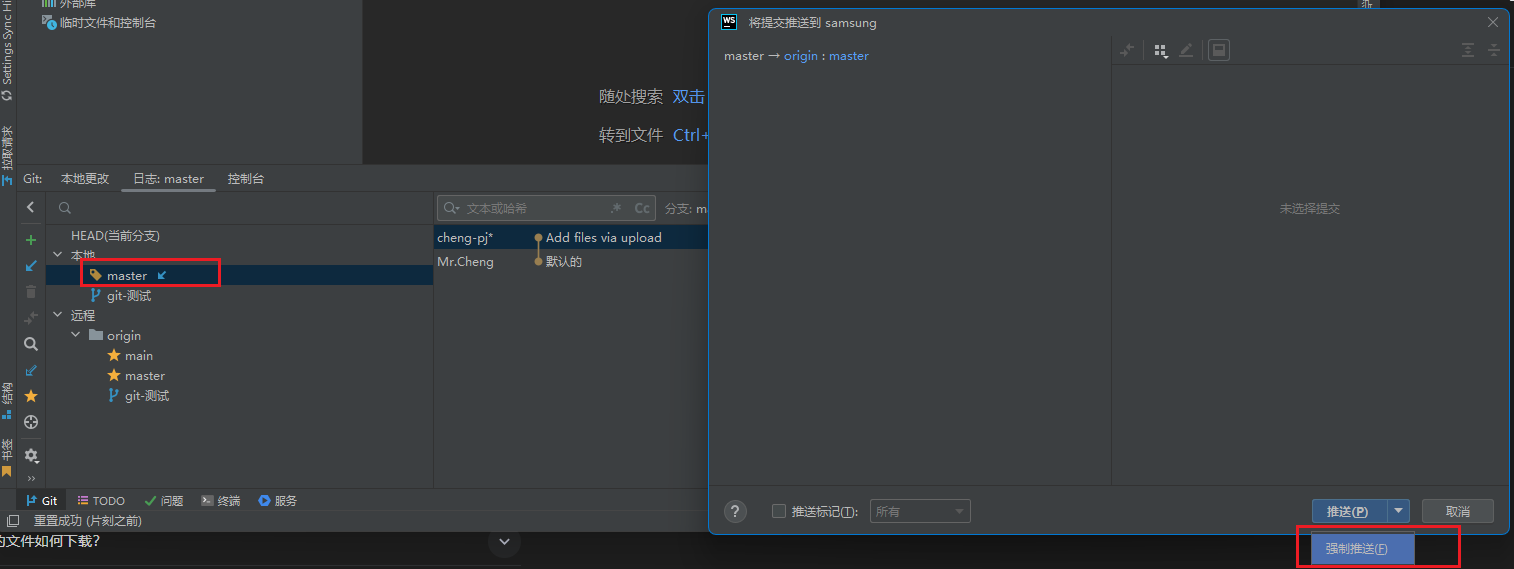 外部库
临时文件和控制台
Settings Sync Hi
拉取请求
结构
书签
随处搜索 双击
转到文件 Ctrl+
Git: 本地更改 日志: master 控制台
文本或哈希 .* Cc 分支: m
HEAD(当前分支)
本地
master
git-测试
远程
origin
main
master
git-测试
cheng-pj* Add files via upload
Mr.Cheng 默认的
Git TODO 问题 终端 服务
重置成功 (片刻之前)
的文件如何下载?
WS 将提交推送到 samsung
master → origin : master
未选择提交
? 推送标记(T): 所有 推送(P) 取消
强制推送(F)